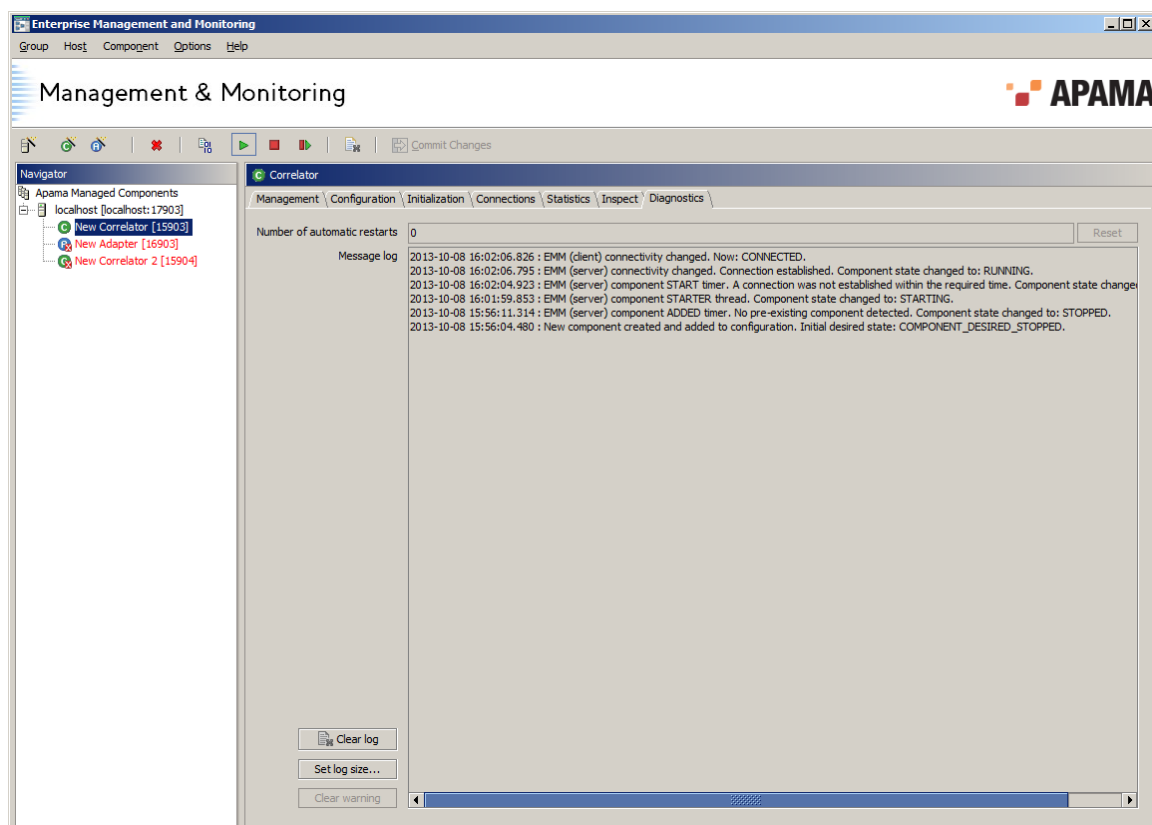 Enterprise Management and Monitoring
Group Host Component Options Help
Management & Monitoring
APAMA
Commit Changes
Navigator
Apama Managed Components
localhost [localhost:17903]
New Correlator [15903]
New Adapter [16903]
New Correlator 2 [15904]
Correlator
Management Configuration Initialization Connections Statistics Inspect Diagnostics
Number of automatic restarts 0 Reset
Message log
2013-10-08 16:02:06.826 : EMM (client) connectivity changed. Now: CONNECTED.
2013-10-08 16:02:06.795 : EMM (server) connectivity changed. Connection established. Component state changed to: RUNNING.
2013-10-08 16:02:04.923 : EMM (server) component START timer. A connection was not established within the required time. Component state change
2013-10-08 16:01:59.853 : EMM (server) component STARTER thread. Component state changed to: STARTING.
2013-10-08 15:56:11.314 : EMM (server) component ADDED timer. No pre-existing component detected. Component state changed to: STOPPED.
2013-10-08 15:56:04.480 : New component created and added to configuration. Initial desired state: COMPONENT_DESIRED_STOPPED.
Clear log
Set log size...
Clear warning